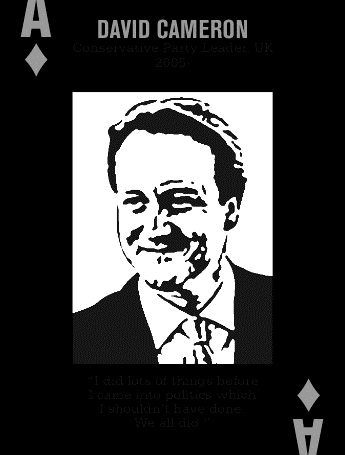 A
DAVID CAMERON
Conservative Party Leader, UK
2005-
“I did lots of things before
I came into politics which
I shouldn't have done.
We all did.”
A